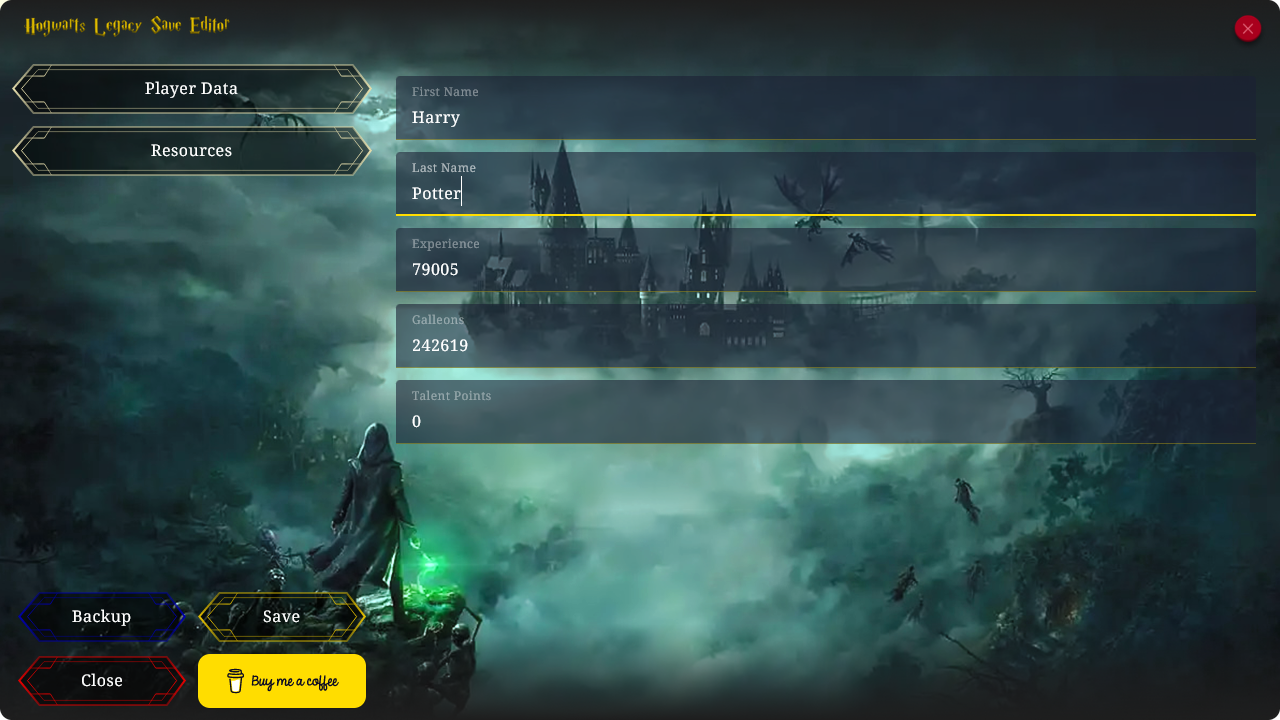 Hogwarts Legacy Save Editor
Player Data
Resources
First Name
Harry
Last Name
Potter
Experience
79005
Galleons
242619
Talent Points
0
Backup
Save
Close
Buy me a coffee